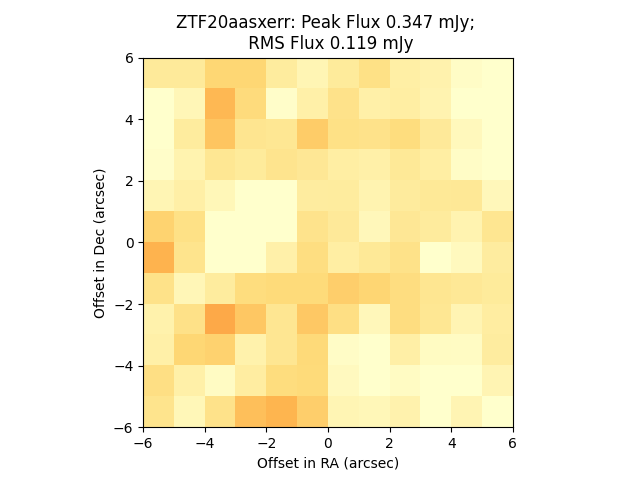 ZTF20aasxerr: Peak Flux 0.347 mJy;
RMS Flux 0.119 mJy
6
4
2
0
−2
−4
−6
Offset in Dec (arcsec)
−6 −4 −2 0 2 4 6
Offset in RA (arcsec)